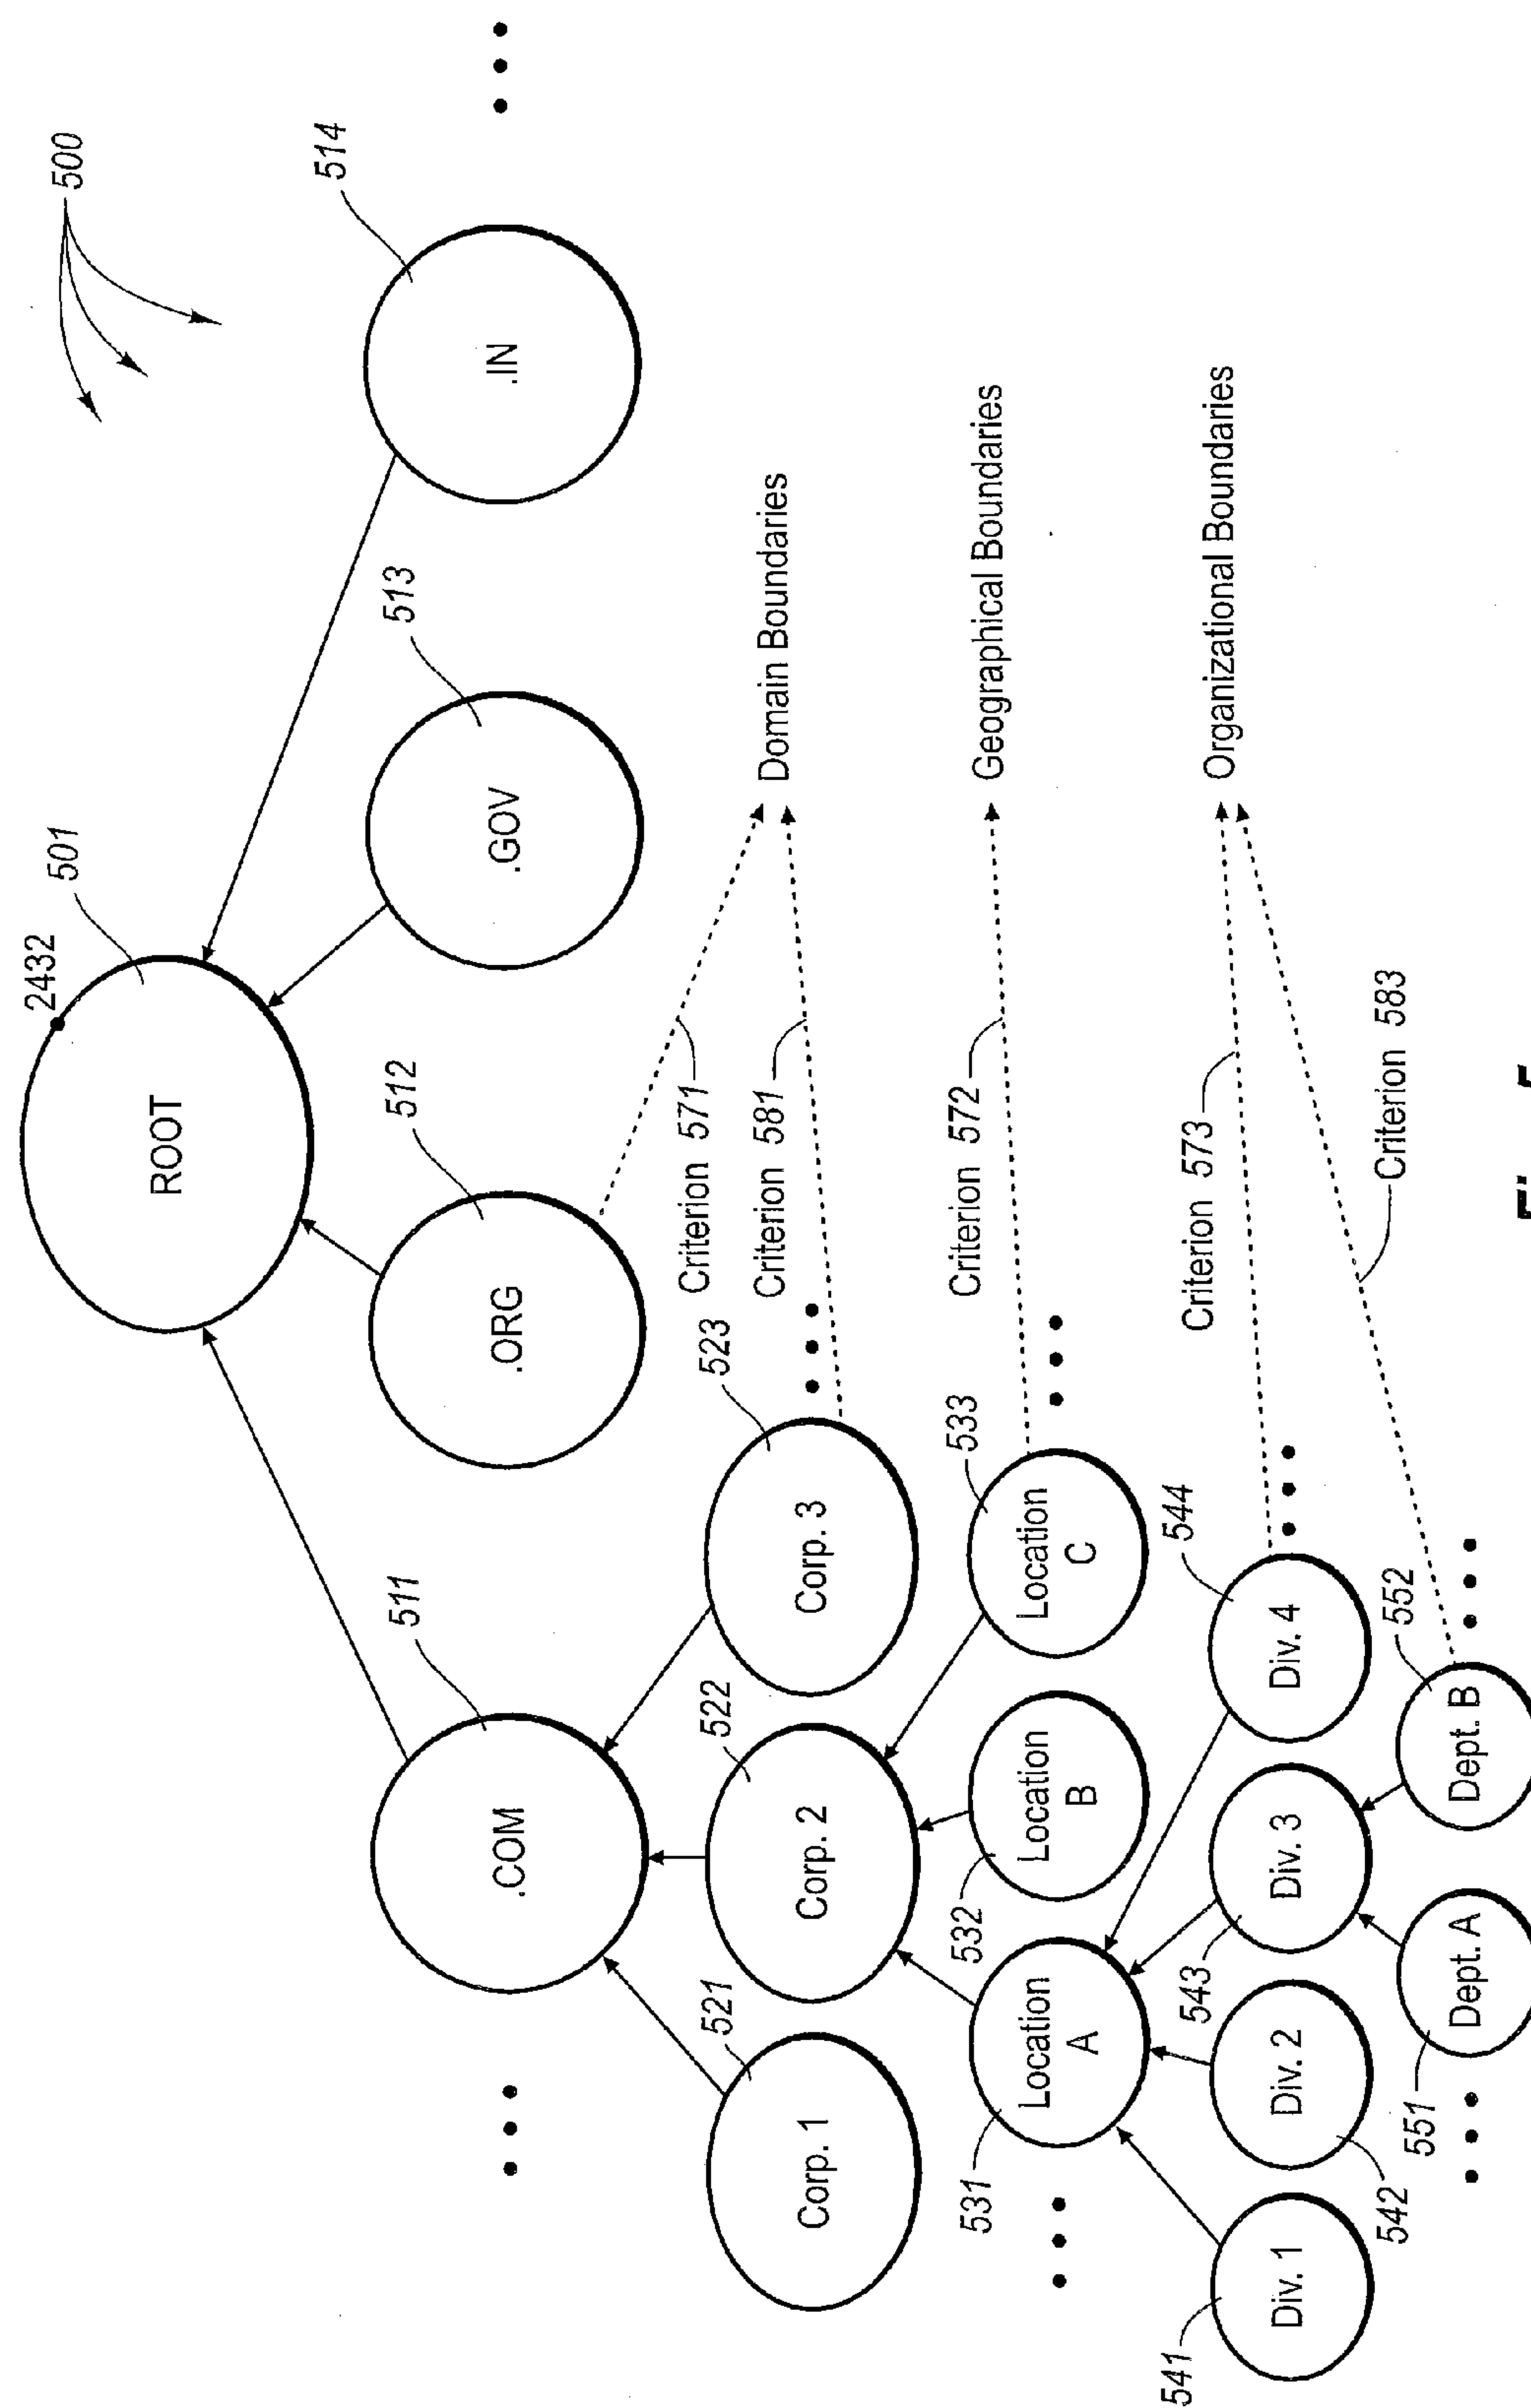 500
2432
501
ROOT
514
.IN
513
.GOV
512
.ORG
511
.COM
Domain Boundaries
Criterion 571
Criterion 581
523
Corp. 3
522
Corp. 2
521
Corp. 1
Geographical Boundaries
Criterion 572
533
Location
C
532
Location
B
531
Location
A
Organizational Boundaries
Criterion 573
Criterion 583
544
Div. 4
543
Div. 3
542
Div. 2
541
Div. 1
552
Dept. B
551
Dept. A